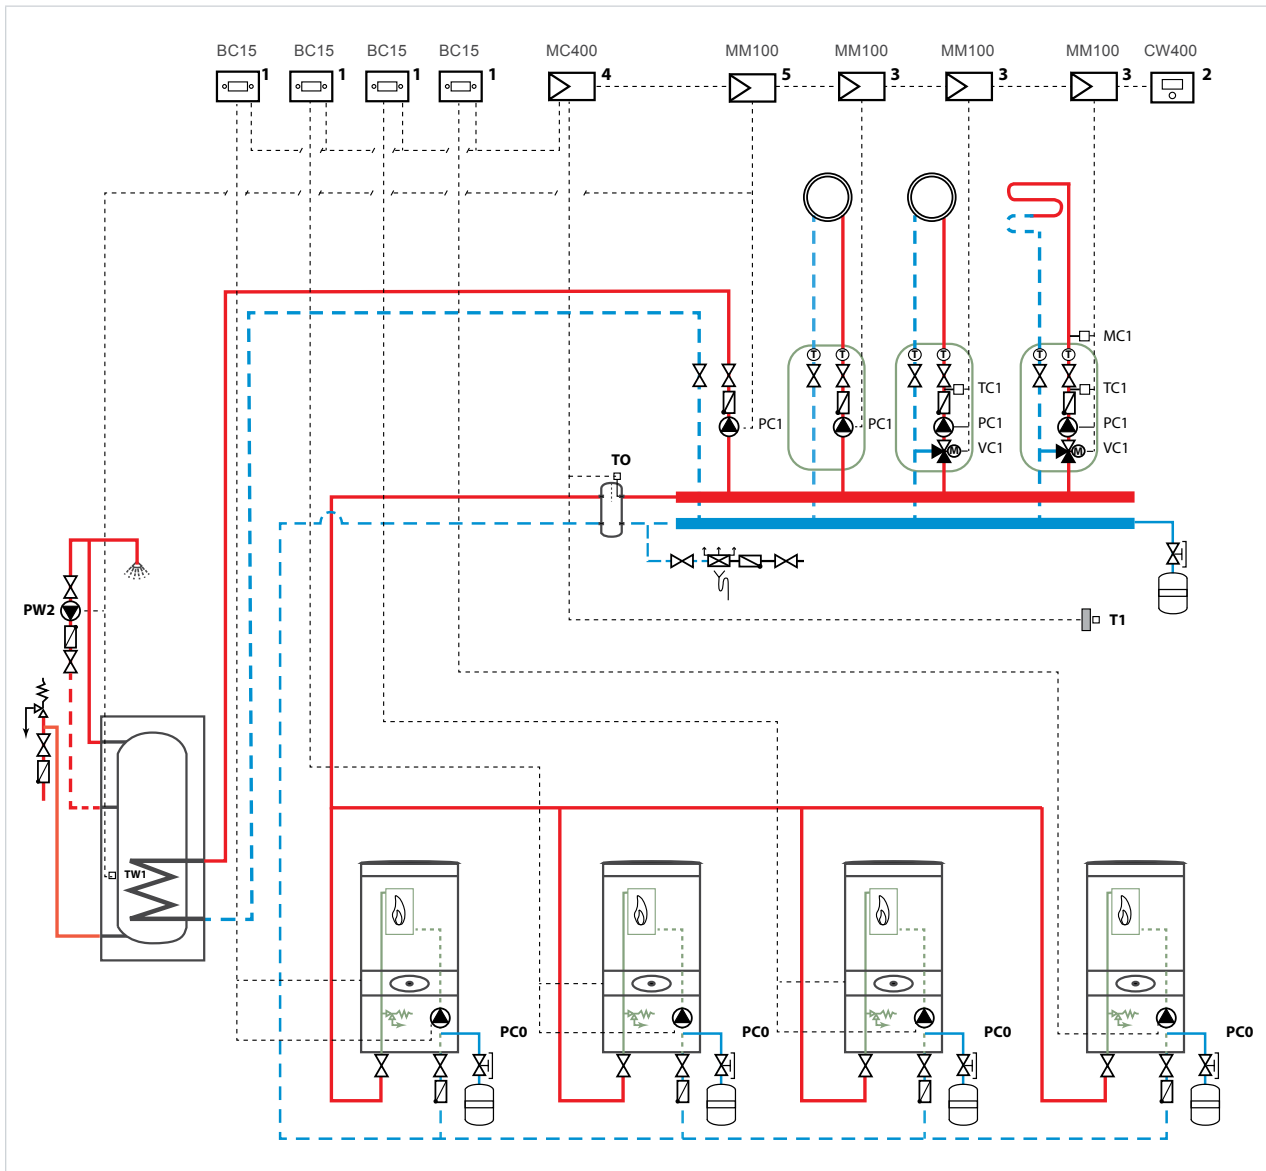 BC15 BC15 BC15 BC15 MC400 MM100 MM100 MM100 MM100 CW400
1 1 1 1 4 5 3 3 3 2
T T T T T T
MC1
TC1 TC1
PC1 PC1 PC1 PC1
M VC1 M VC1
TO
PW2
T1
TW1
PC0 PC0 PC0 PC0